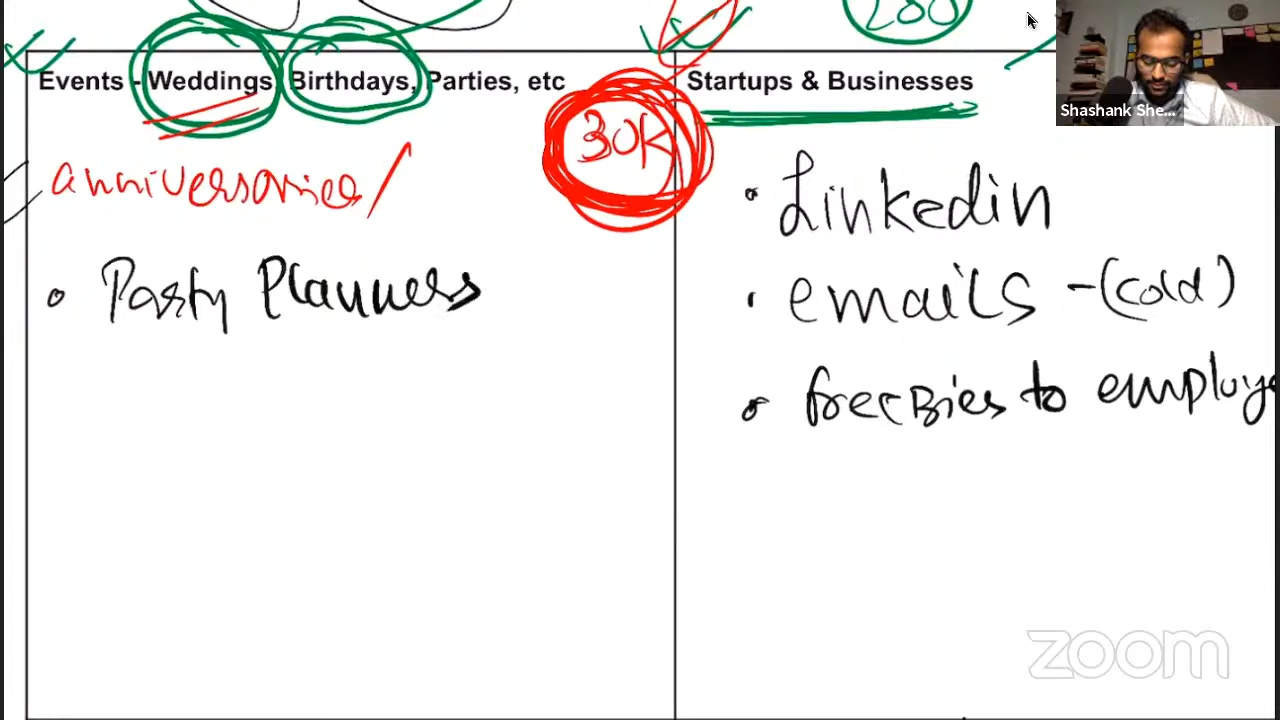 200
Events - Weddings, Birthdays, Parties, etc
Startups & Businesses
Shashank She...
30K
anniversaries/
• Linkedin
• Party Planners
• emails - (cold)
• freebies to employe
zoom